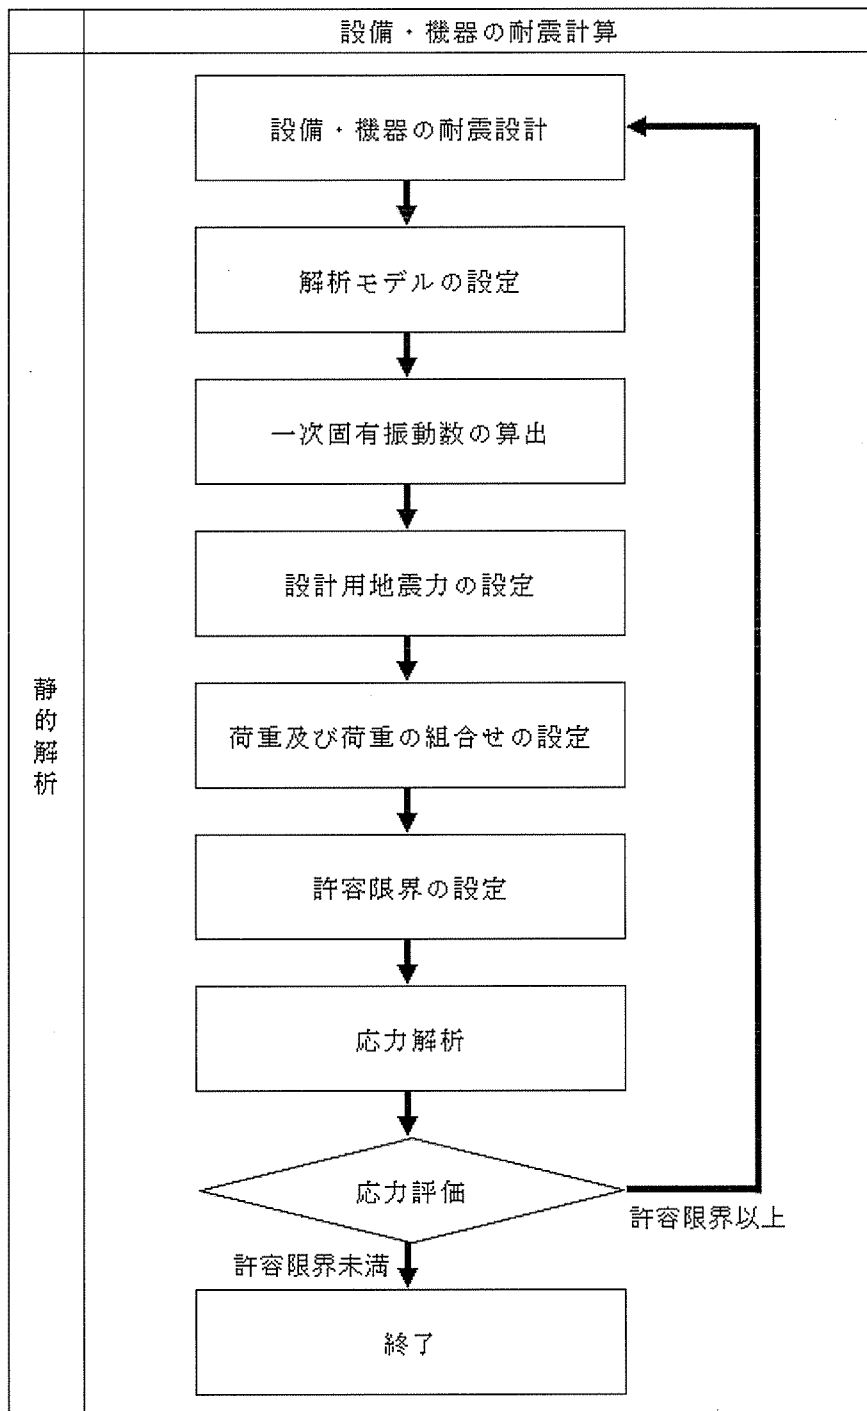 設備・機器の耐震計算
静的解析
設備・機器の耐震設計
解析モデルの設定
一次固有振動数の算出
設計用地震力の設定
荷重及び荷重の組合せの設定
許容限界の設定
応力解析
応力評価
許容限界以上
許容限界未満
終了